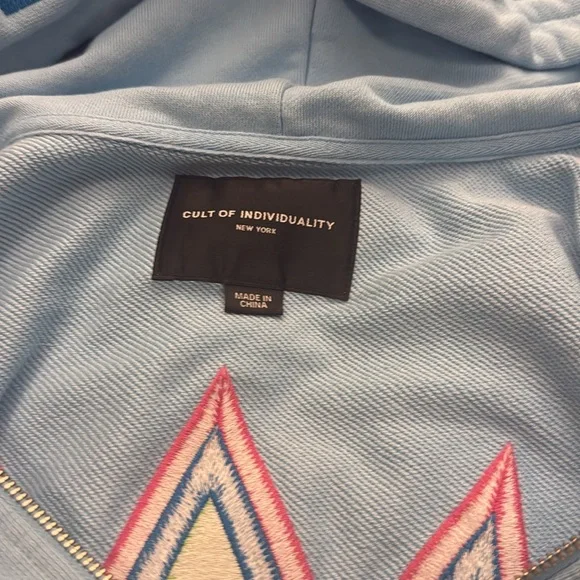 CULT OF INDIVIDUALITY
NEW YORK
MADE IN
CHINA